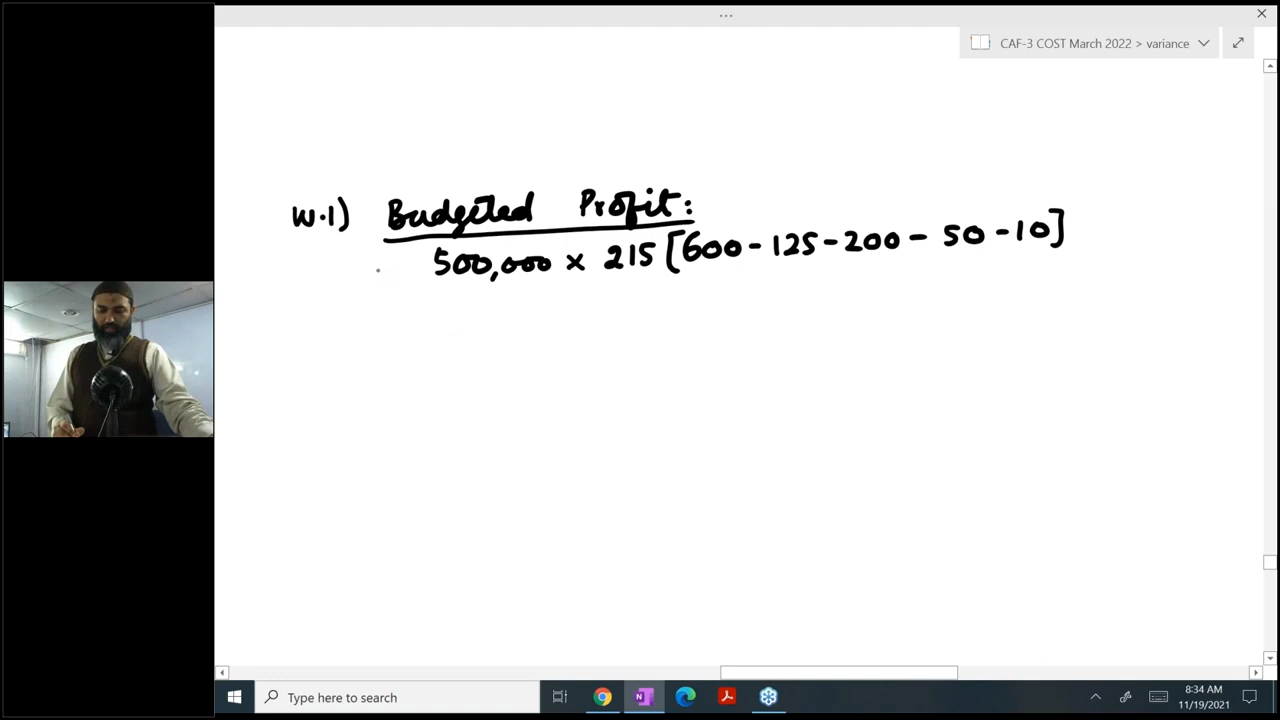 CAF-3 COST March 2022 > variance
W.1) Budgeted Profit:
500,000 × 215 [600 - 125 - 200 - 50 - 10]
Type here to search
8:34 AM
11/19/2021